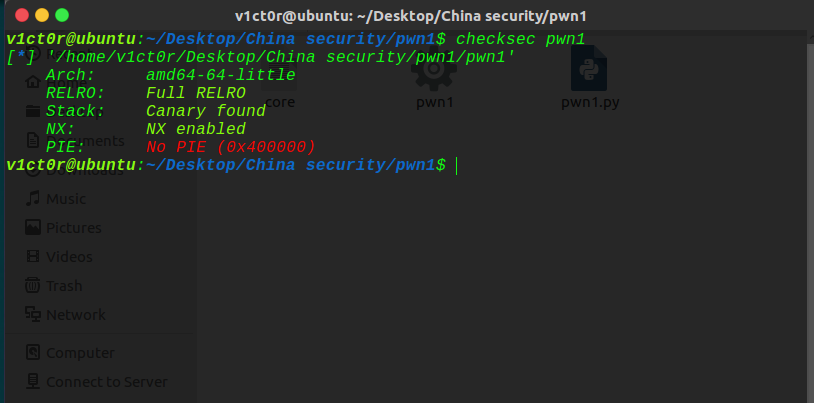 v1ct0r@ubuntu: ~/Desktop/China security/pwn1
v1ct0r@ubuntu:~/Desktop/China security/pwn1$ checksec pwn1
[*] '/home/v1ct0r/Desktop/China security/pwn1/pwn1'
    Arch:     amd64-64-little
    RELRO:    Full RELRO
    Stack:    Canary found
    NX:       NX enabled
    PIE:      No PIE (0x400000)
v1ct0r@ubuntu:~/Desktop/China security/pwn1$
core
pwn1
pwn1.py
Documents
Downloads
Music
Pictures
Videos
Trash
Network
Computer
Connect to Server